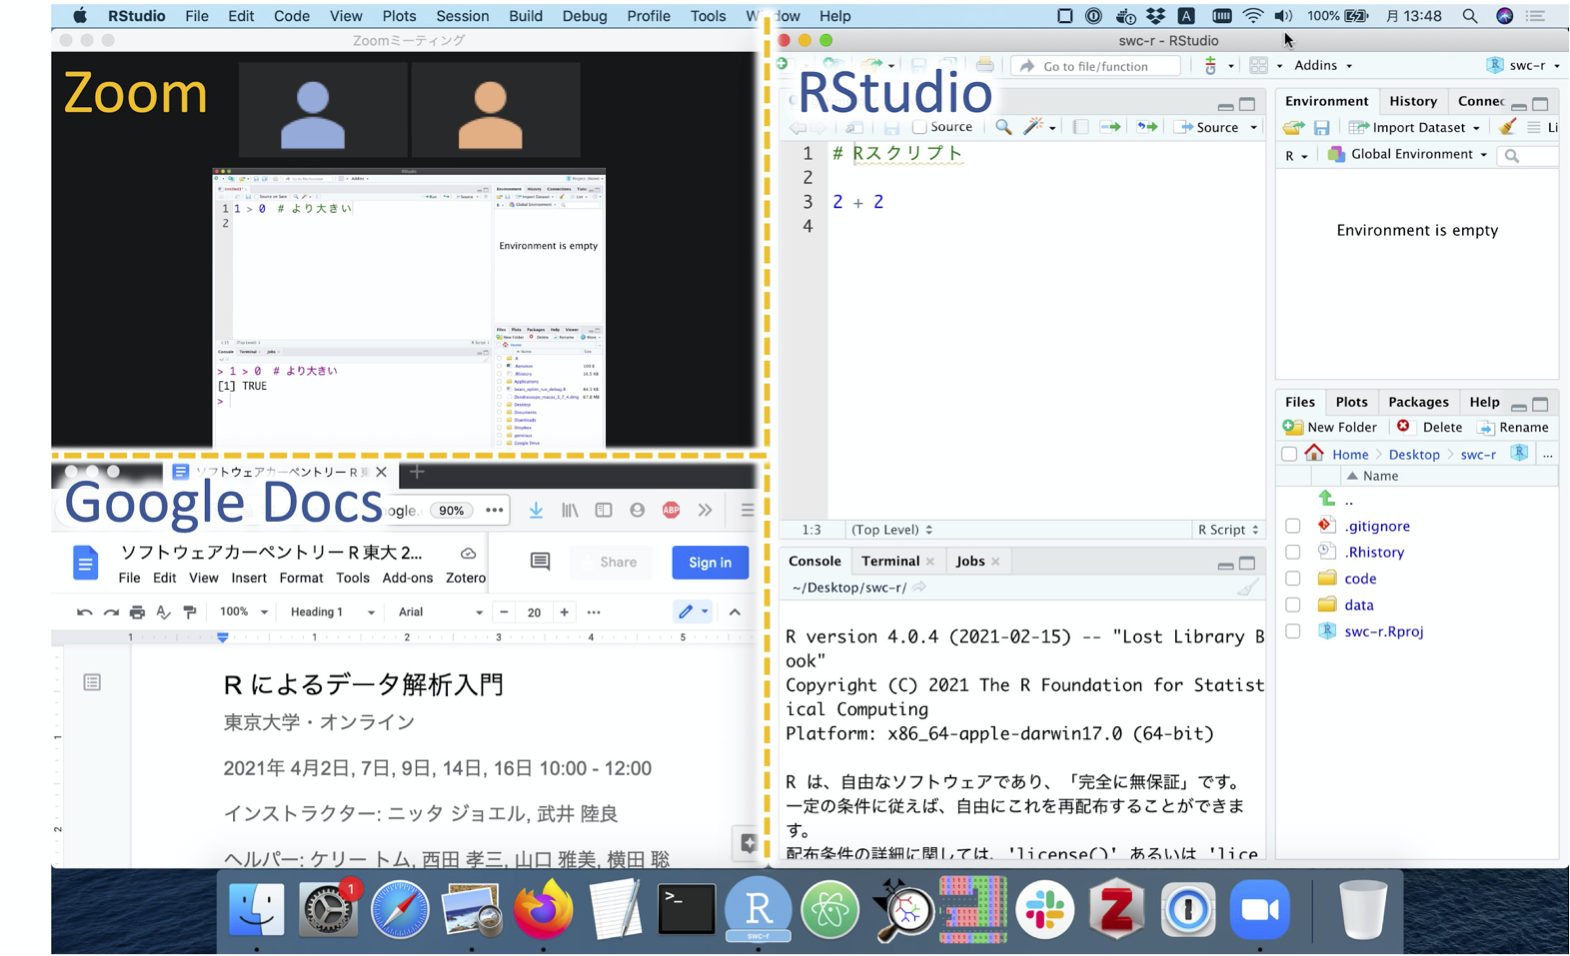 RStudio File Edit Code View Plots Session Build Debug Profile Tools Window Help
100% 月 13:48
Zoomミーティング
Zoom
1 1 > 0 # より大きい
2
Environment is empty
> 1 > 0 # より大きい
[1] TRUE
>
ソフトウェアカーペントリー R 東
Google Docs
ogle. 90%
ABP
ソフトウェアカーペントリー R 東大 2...
File Edit View Insert Format Tools Add-ons Zotero
Share
Sign in
100% Heading 1 Arial 20
1 1 2 3 4 5
1
2
R によるデータ解析入門
東京大学・オンライン
2021年 4月2日, 7日, 9日, 14日, 16日 10:00 - 12:00
インストラクター: ニッタ ジョエル, 武井 陸良
ヘルパー: ケリー トム, 西田 孝三, 山口 雅美, 横田 聡
swc-r - RStudio
RStudio
Go to file/function
Addins
swc-r
Source
Source
1 # Rスクリプト
2
3 2 + 2
4
1:3 (Top Level) R Script
Console Terminal Jobs
~/Desktop/swc-r/
R version 4.0.4 (2021-02-15) -- "Lost Library B
ook"
Copyright (C) 2021 The R Foundation for Statist
ical Computing
Platform: x86_64-apple-darwin17.0 (64-bit)
R は、自由なソフトウェアであり、「完全に無保証」です。
一定の条件に従えば、自由にこれを再配布することができま
す。
配布条件の詳細に関しては、'license()' あるいは 'lice
Environment History Connec
Import Dataset Li
R Global Environment
Environment is empty
Files Plots Packages Help
New Folder Delete Rename
Home Desktop swc-r ...
Name
..
.gitignore
.Rhistory
code
data
swc-r.Rproj
1
R
swc-r
Z